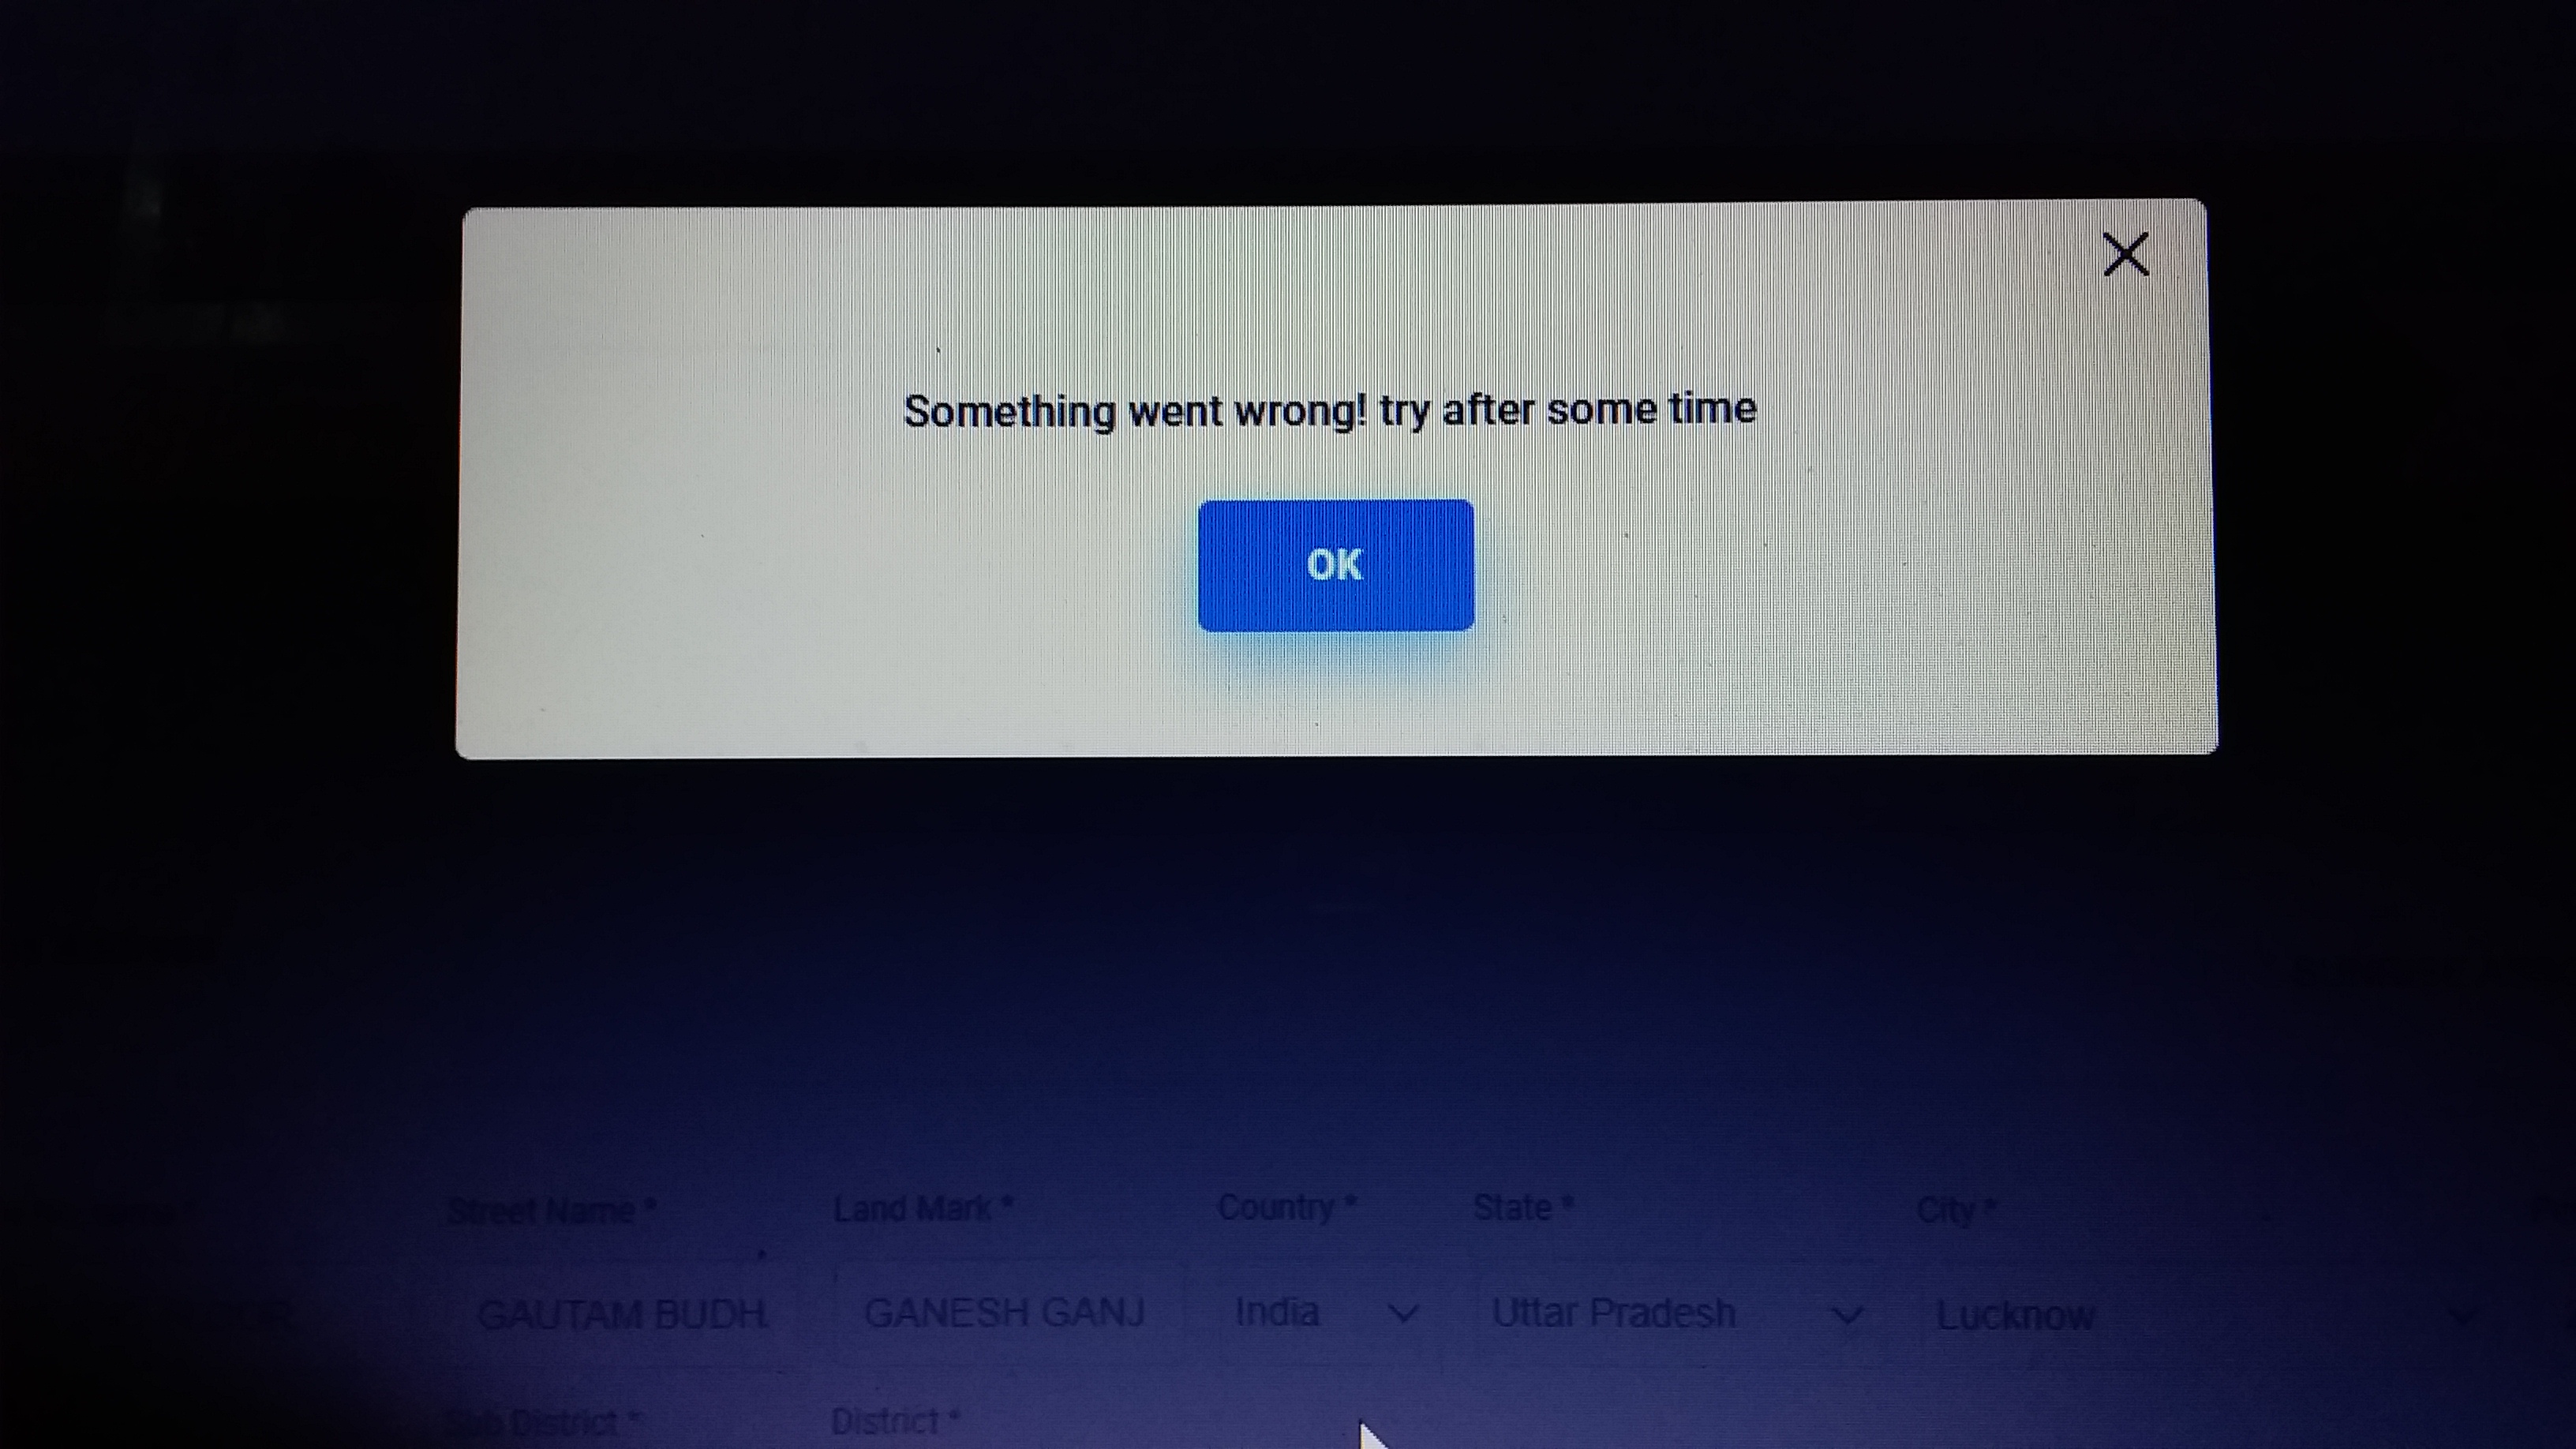 Something went wrong! try after some time
OK
Street Name * Land Mark * Country * State * City *
GAUTAM BUDH GANESH GANJ India Uttar Pradesh Lucknow
Sub District * District *